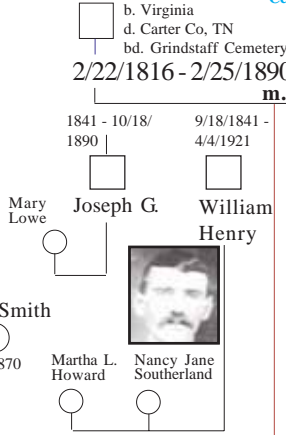 b. Virginia
d. Carter Co, TN
bd. Grindstaff Cemetery
2/22/1816 - 2/25/1890
m.
1841 - 10/18/
1890
9/18/1841 -
4/4/1921
Mary
Lowe
Joseph G.
William
Henry
Smith
870
Martha L.
Howard
Nancy Jane
Southerland